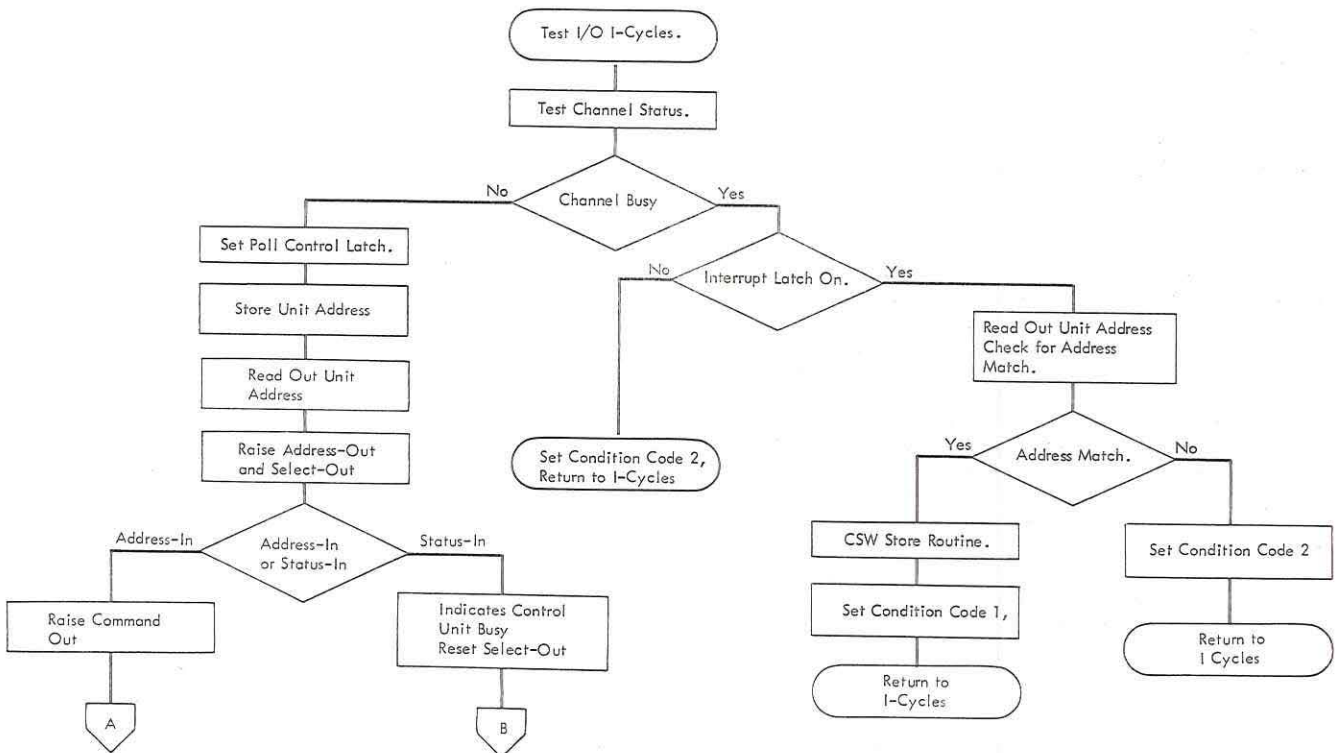 Test I/O I-Cycles.
Test Channel Status.
Channel Busy
No
Yes
Set Poll Control Latch.
Interrupt Latch On.
No
Yes
Store Unit Address
Read Out Unit Address
Check for Address
Match.
Read Out Unit
Address
Raise Address-Out
and Select-Out
Set Condition Code 2,
Return to I-Cycles
Yes
Address Match.
No
Address-In
Address-In
or Status-In
Status-In
CSW Store Routine.
Set Condition Code 2
Raise Command
Out
Indicates Control
Unit Busy
Reset Select-Out
Set Condition Code 1,
Return to
I Cycles
Return to
I-Cycles
A
B